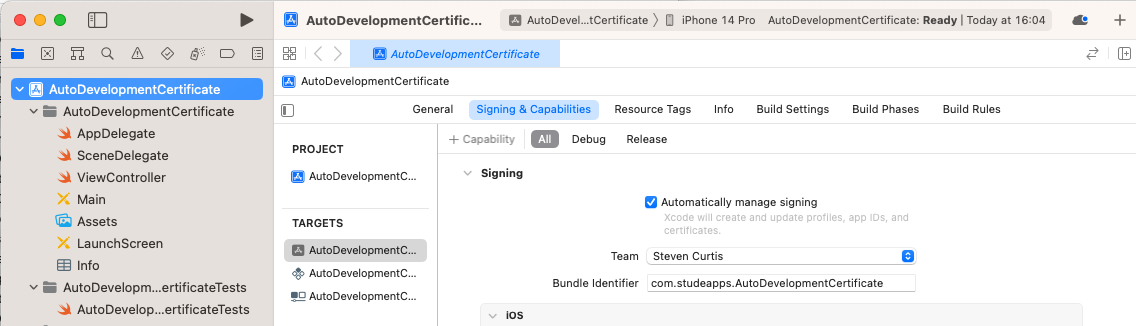 AutoDevelopmentCertificate...
AutoDevel...tCertificate
iPhone 14 Pro
AutoDevelopmentCertificate: Ready | Today at 16:04
AutoDevelopmentCertificate
AutoDevelopmentCertificate
AutoDevelopmentCertificate
AutoDevelopmentCertificate
AppDelegate
SceneDelegate
ViewController
Main
Assets
LaunchScreen
Info
AutoDevelopm...ertificateTests
AutoDevelop...ertificateTests
General
Signing & Capabilities
Resource Tags
Info
Build Settings
Build Phases
Build Rules
+ Capability
All
Debug
Release
PROJECT
AutoDevelopmentC...
TARGETS
AutoDevelopmentC...
AutoDevelopmentC...
AutoDevelopmentC...
Signing
Automatically manage signing
Xcode will create and update profiles, app IDs, and
certificates.
Team
Steven Curtis
Bundle Identifier
com.studeapps.AutoDevelopmentCertificate
iOS